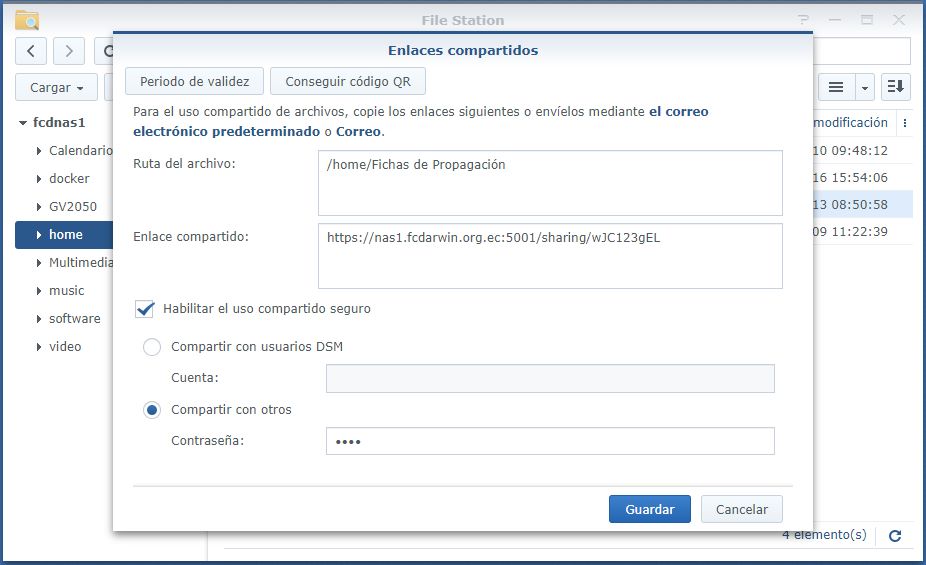 File Station
Enlaces compartidos
Periodo de validez
Conseguir código QR
Cargar
Para el uso compartido de archivos, copie los enlaces siguientes o envíelos mediante el correo
electrónico predeterminado o Correo.
modificación
fcdnas1
Calendario
docker
GV2050
home
Multimedia
music
software
video
10 09:48:12
16 15:54:06
13 08:50:58
09 11:22:39
Ruta del archivo:
/home/Fichas de Propagación
Enlace compartido:
https://nas1.fcdarwin.org.ec:5001/sharing/wJC123gEL
Habilitar el uso compartido seguro
Compartir con usuarios DSM
Cuenta:
Compartir con otros
Contraseña:
••••
Guardar
Cancelar
4 elemento(s)